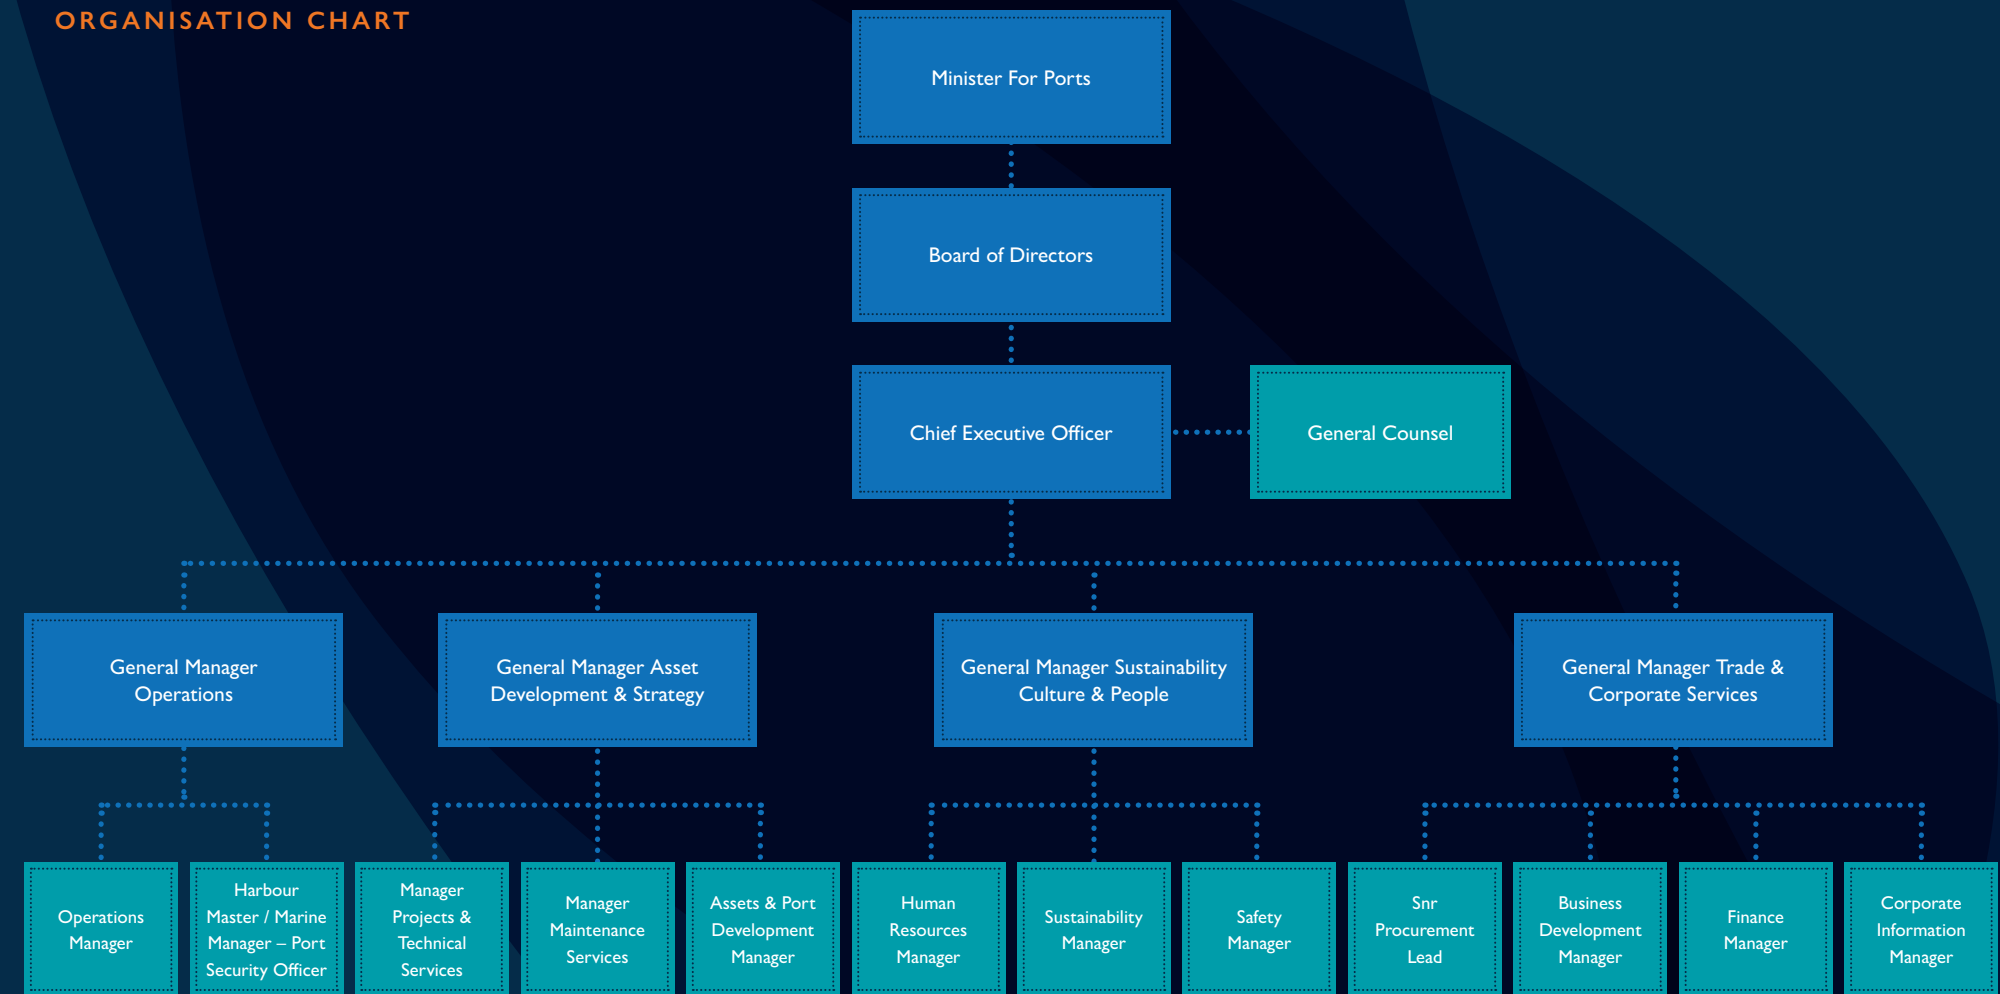 ORGANISATION CHART
Minister For Ports
Board of Directors
Chief Executive Officer
General Counsel
General Manager
Operations
General Manager Asset
Development & Strategy
General Manager Sustainability
Culture & People
General Manager Trade &
Corporate Services
Operations
Manager
Harbour
Master / Marine
Manager – Port
Security Officer
Manager
Projects &
Technical
Services
Manager
Maintenance
Services
Assets & Port
Development
Manager
Human
Resources
Manager
Sustainability
Manager
Safety
Manager
Snr
Procurement
Lead
Business
Development
Manager
Finance
Manager
Corporate
Information
Manager